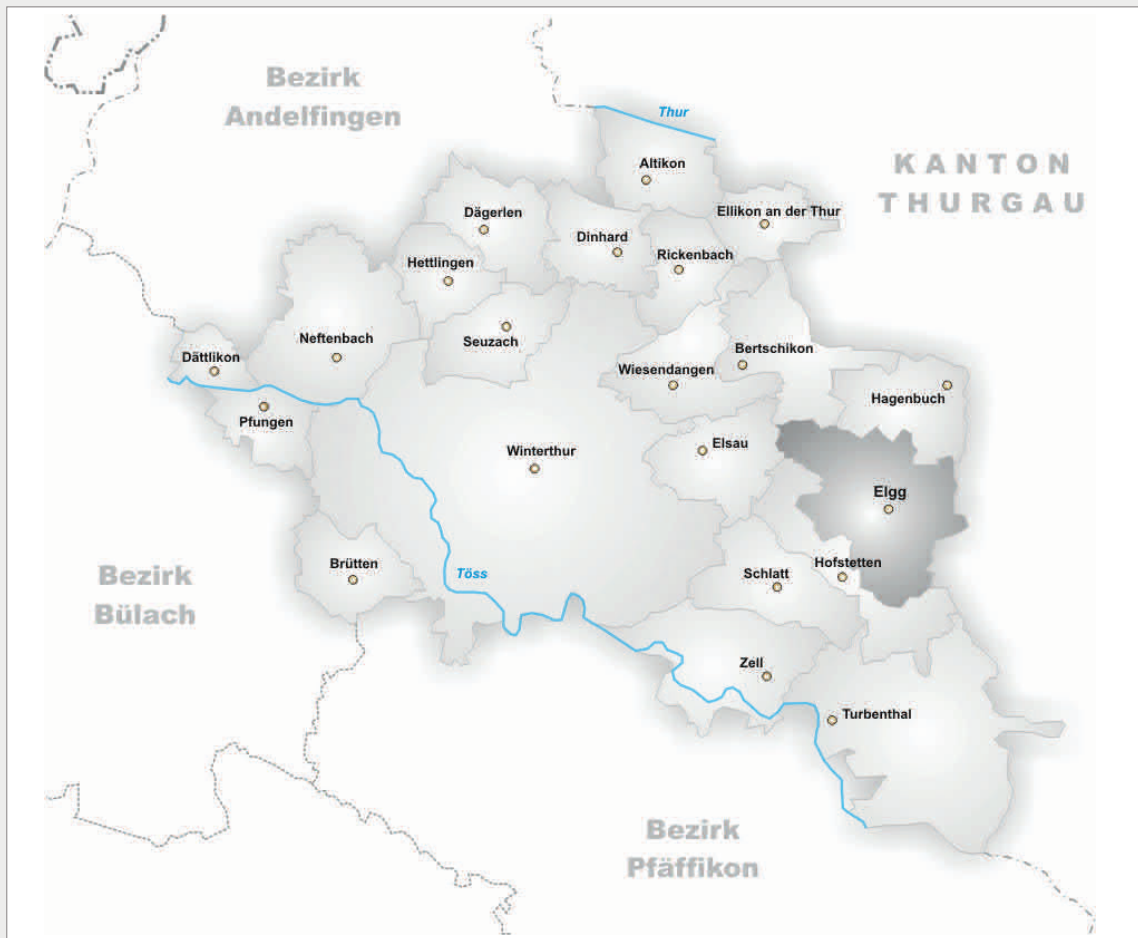 Bezirk
Andelfingen
Thur
KANTON
THURGAU
Altikon
Dägerlen
Ellikon an der Thur
Dinhard
Rickenbach
Hettlingen
Neftenbach
Seuzach
Bertschikon
Dättlikon
Wiesendangen
Hagenbuch
Pfungen
Elsau
Winterthur
Elgg
Brütten
Hofstetten
Bezirk
Bülach
Töss
Schlatt
Zell
Turbenthal
Bezirk
Pfäffikon